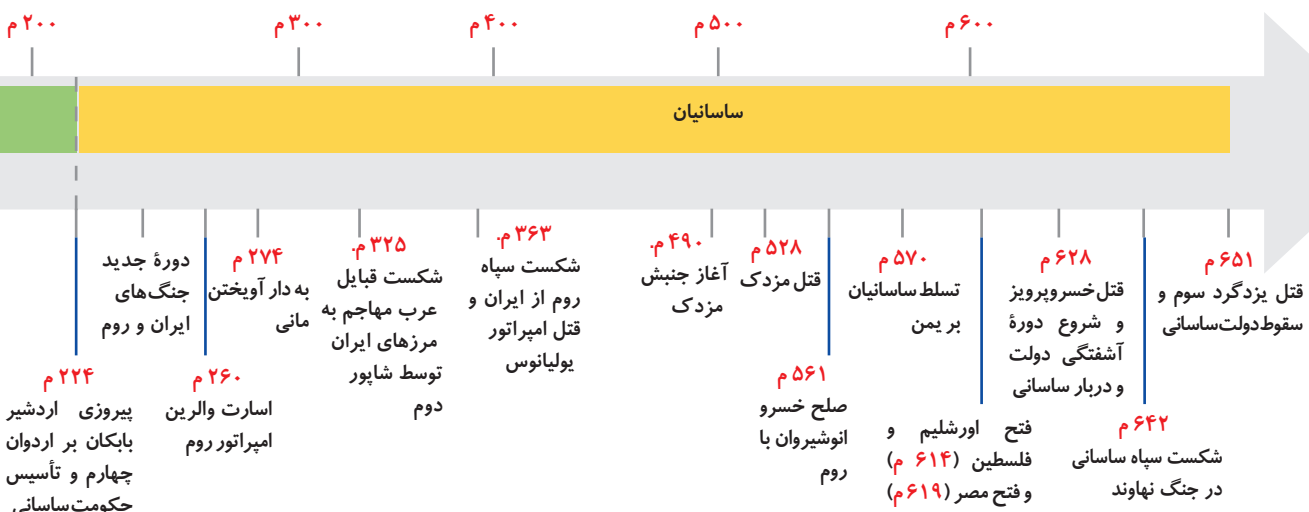 ۲۰۰ م
۳۰۰ م
۴۰۰ م
۵۰۰ م
۶۰۰ م
ساسانیان
۲۲۴ م
پیروزی اردشیر
بابکان بر اردوان
چهارم و تأسیس
حکومت‌ساسانی
دورهٔ جدید
جنگ‌های
ایران و روم
۲۶۰ م
اسارت والرین
امپراتور روم
۲۷۴ م
به دار آویختن
مانی
۳۲۵ م.
شکست قبایل
عرب مهاجم به
مرزهای ایران
توسط شاپور
دوم
۳۶۳ م.
شکست سپاه
روم از ایران و
قتل امپراتور
یولیانوس
۴۹۰ م.
آغاز جنبش
مزدک
۵۲۸ م
قتل مزدک
۵۶۱ م
صلح خسرو
انوشیروان با
روم
۵۷۰ م
تسلط ساسانیان
بر یمن
فتح اورشلیم و
فلسطین (۶۱۴ م)
و فتح مصر (۶۱۹ م)
۶۲۸ م
قتل‌خسروپرویز
و شروع دورهٔ
آشفتگی دولت
و دربار ساسانی
۶۴۲ م
شکست سپاه ساسانی
در جنگ نهاوند
۶۵۱ م
قتل یزدگرد سوم و
سقوط‌دولت‌ساسانی